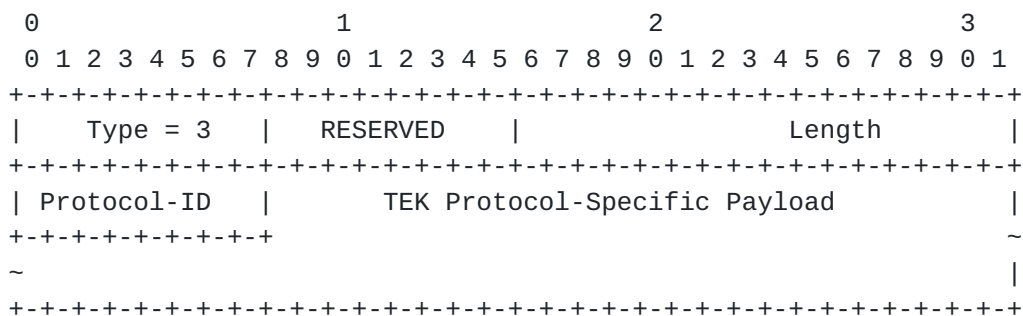 0                   1                   2                   3
 0 1 2 3 4 5 6 7 8 9 0 1 2 3 4 5 6 7 8 9 0 1 2 3 4 5 6 7 8 9 0 1
+-+-+-+-+-+-+-+-+-+-+-+-+-+-+-+-+-+-+-+-+-+-+-+-+-+-+-+-+-+-+-+-+
|    Type = 3   |   RESERVED    |                 Length        |
+-+-+-+-+-+-+-+-+-+-+-+-+-+-+-+-+-+-+-+-+-+-+-+-+-+-+-+-+-+-+-+-+
| Protocol-ID   |       TEK Protocol-Specific Payload           |
+-+-+-+-+-+-+-+-+                                               ~
~                                                               |
+-+-+-+-+-+-+-+-+-+-+-+-+-+-+-+-+-+-+-+-+-+-+-+-+-+-+-+-+-+-+-+-+